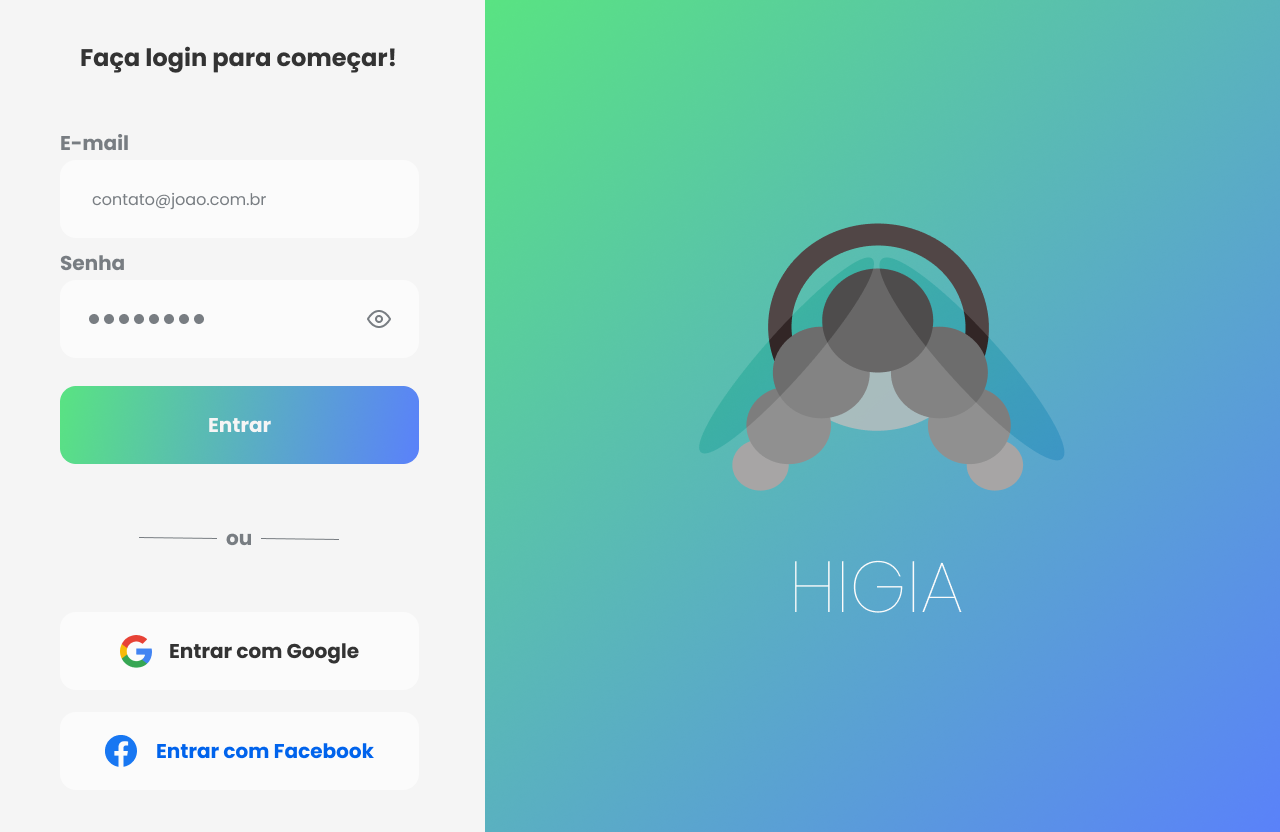 Faça login para começar!
E-mail
contato@joao.com.br
Senha
Entrar
ou
Entrar com Google
Entrar com Facebook
HIGIA